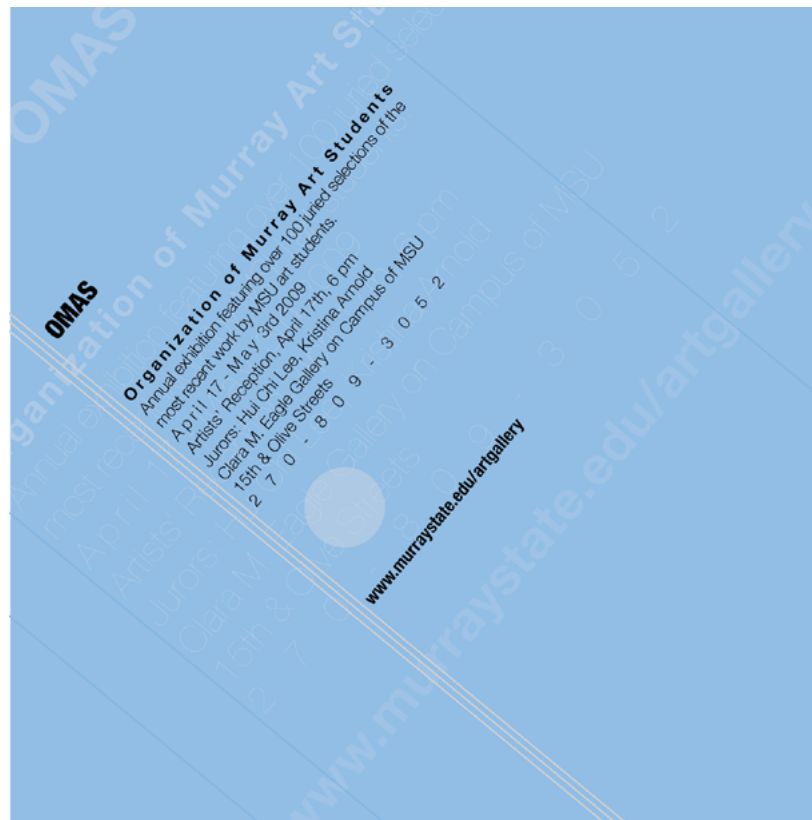 OMAS
Organization of Murray Art Students
Annual exhibition featuring over 100 juried selections of the
most recent work by MSU art students.
April 17 - May 3rd 2009
Artists' Reception, April 17th, 6 pm
Jurors: Hui Chi Lee, Kristina Arnold
Clara M. Eagle Gallery on Campus of MSU
15th & Olive Streets
270-809-3052
www.murraystate.edu/artgallery